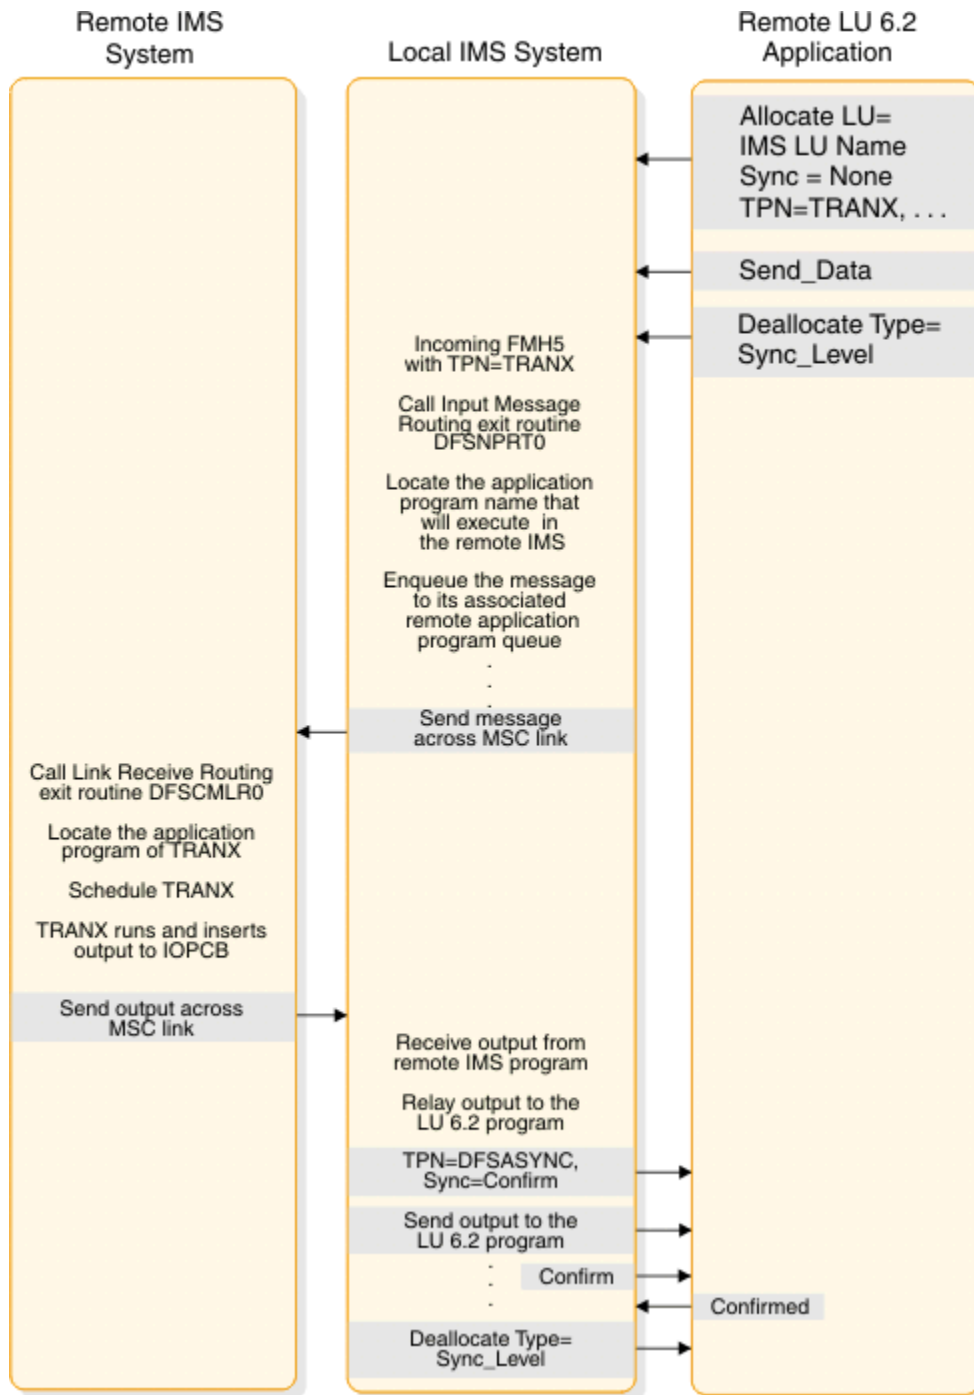 Remote IMS
System
Local IMS System
Remote LU 6.2
Application
Allocate LU=
IMS LU Name
Sync = None
TPN=TRANX, . . .
Send_Data
Deallocate Type=
Sync_Level
Incoming FMH5
with TPN=TRANX
Call Input Message
Routing exit routine
DFSNPRT0
Locate the application
program name that
will execute in
the remote IMS
Enqueue the message
to its associated
remote application
program queue
.
.
.
Send message
across MSC link
Call Link Receive Routing
exit routine DFSCMLR0
Locate the application
program of TRANX
Schedule TRANX
TRANX runs and inserts
output to IOPCB
Send output across
MSC link
Receive output from
remote IMS program
Relay output to the
LU 6.2 program
TPN=DFSASYNC,
Sync=Confirm
Send output to the
LU 6.2 program
.
.
.
Confirm
Confirmed
Deallocate Type=
Sync_Level